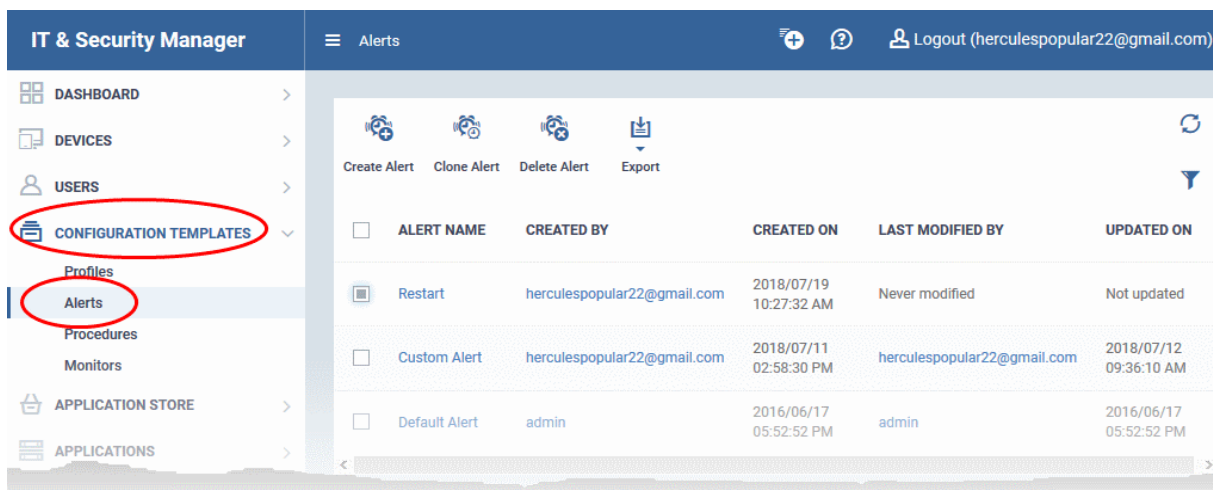 IT & Security Manager
Alerts
Logout (herculespopular22@gmail.com)
DASHBOARD
DEVICES
USERS
CONFIGURATION TEMPLATES
Profiles
Alerts
Procedures
Monitors
APPLICATION STORE
APPLICATIONS
Create Alert Clone Alert Delete Alert Export
ALERT NAME CREATED BY CREATED ON LAST MODIFIED BY UPDATED ON
Restart herculespopular22@gmail.com 2018/07/19 10:27:32 AM Never modified Not updated
Custom Alert herculespopular22@gmail.com 2018/07/11 02:58:30 PM herculespopular22@gmail.com 2018/07/12 09:36:10 AM
Default Alert admin 2016/06/17 05:52:52 PM admin 2016/06/17 05:52:52 PM